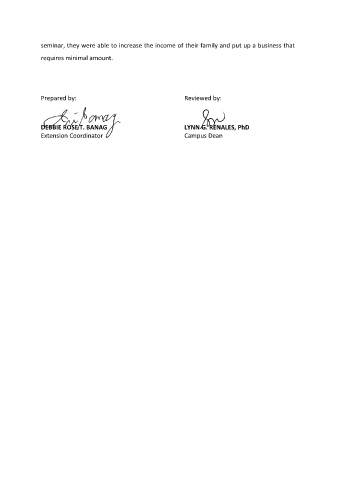 seminar, they were able to increase the income of their family and put up a business that
requires minimal amount.
Prepared by:
Reviewed by:
DEBBIE ROSE T. BANAG
LYNN G. RENALES, PhD
Extension Coordinator
Campus Dean